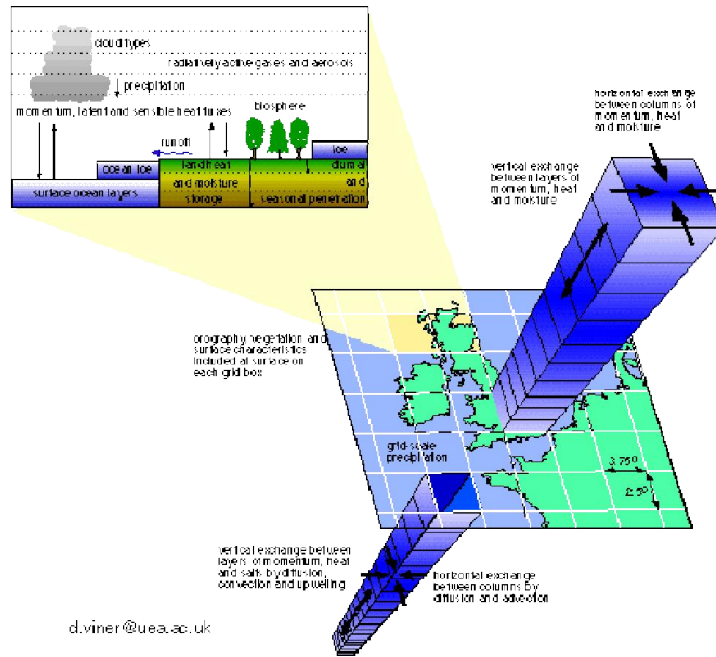 cloud types
radiatively active gases and aerosols
precipitation
momentum, latent and sensible heat fluxes
biosphere
runoff
ice
ocean ice
land heat
diurnal
and moisture
and
surface ocean layers
storage
seasonal penetration
horizontal exchange
between columns of
momentum, heat
and moisture
vertical exchange
between layers of
momentum, heat
and moisture
orography, vegetation and
surface characteristics
included at surface on
each grid box
grid-scale
precipitation
3.75°
2.5°
vertical exchange between
layers of momentum, heat
and salts by diffusion,
convection and upwelling
horizontal exchange
between columns by
diffusion and advection
d.viner@uea.ac.uk